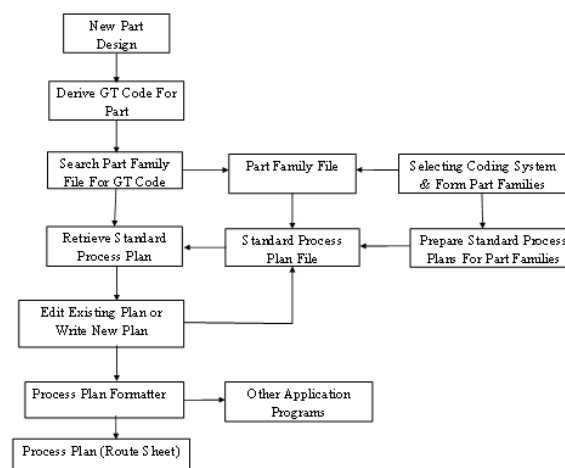 New Part
Design
Derive GT Code For
Part
Search Part Family
File For GT Code
Part Family File
Selecting Coding System
& Form Part Families
Retrieve Standard
Process Plan
Standard Process
Plan File
Prepare Standard Process
Plans For Part Families
Edit Existing Plan or
Write New Plan
Process Plan Formatter
Other Application
Programs
Process Plan (Route Sheet)